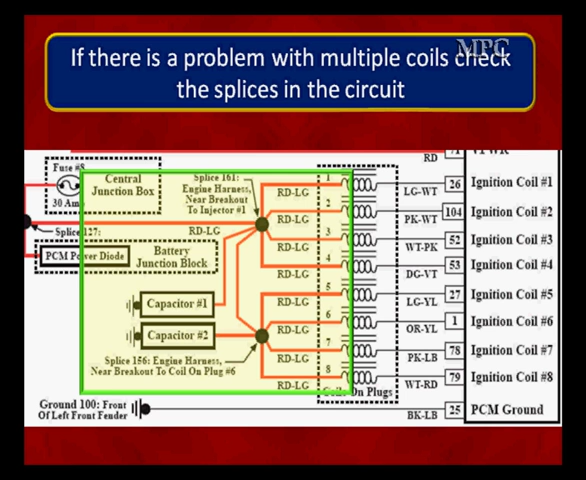 If there is a problem with multiple coils check
the splices in the circuit
MPC
Fuse #8
30 Am
Central
Junction Box
Splice 161:
Engine Harness,
Near Breakout
To Injector #1
Splice 127:
RD-LG
PCM Power Diode
Battery
Junction Block
Capacitor #1
Capacitor #2
Splice 156: Engine Harness,
Near Breakout To Coil On Plug #6
Ground 100: Front
Of Left Front Fender
RD-LG
RD-LG
RD-LG
RD-LG
RD-LG
RD-LG
RD-LG
RD-LG
1
2
3
4
5
6
7
8
Coils On Plugs
RD 71
LG-WT 26 Ignition Coil #1
PK-WT 104 Ignition Coil #2
WT-PK 52 Ignition Coil #3
DG-VT 53 Ignition Coil #4
LG-YL 27 Ignition Coil #5
OR-YL 1 Ignition Coil #6
PK-LB 78 Ignition Coil #7
WT-RD 79 Ignition Coil #8
BK-LB 25 PCM Ground